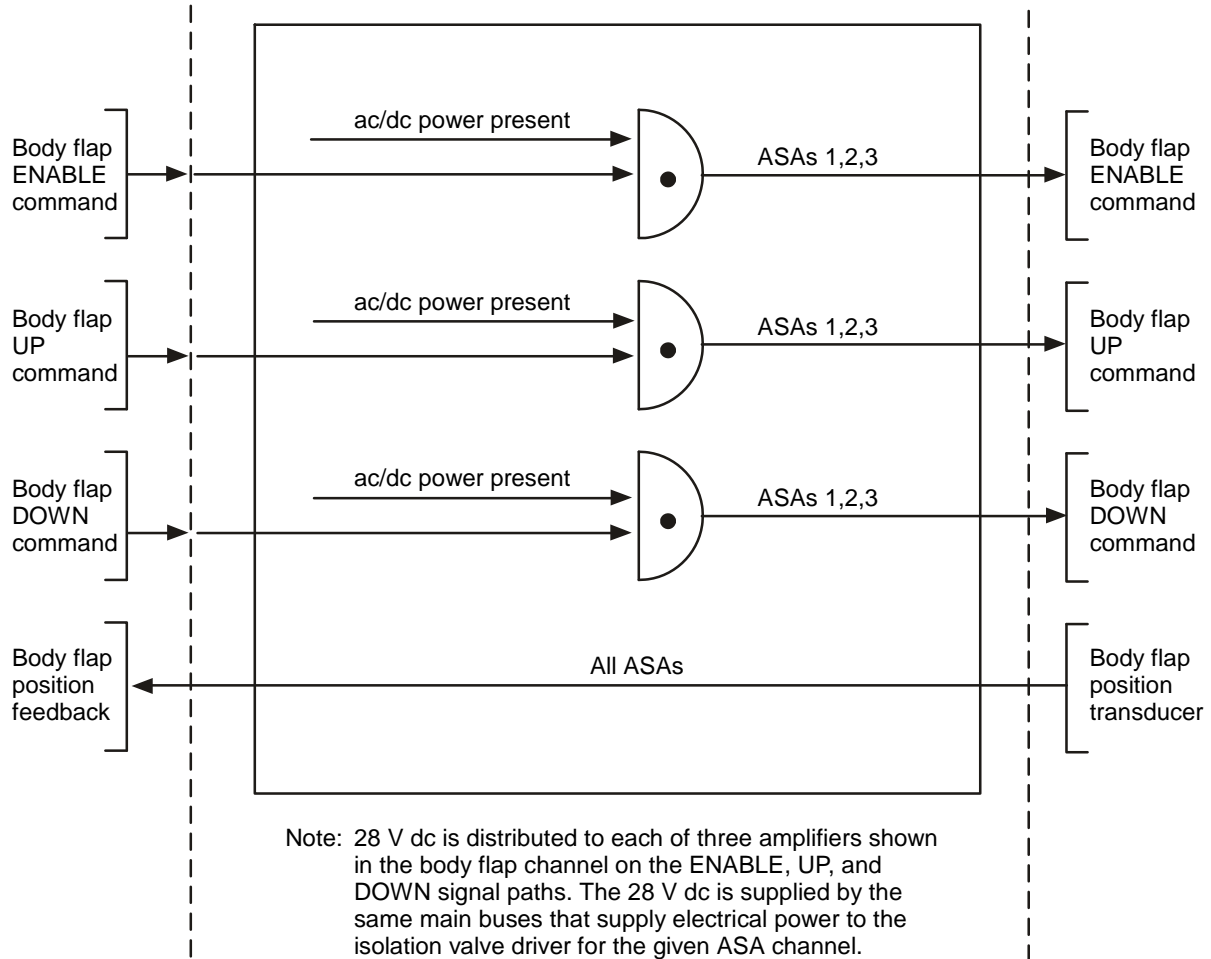 Body flap
ENABLE
command
ac/dc power present
ASAs 1,2,3
Body flap
ENABLE
command
Body flap
UP
command
ac/dc power present
ASAs 1,2,3
Body flap
UP
command
Body flap
DOWN
command
ac/dc power present
ASAs 1,2,3
Body flap
DOWN
command
Body flap
position
feedback
All ASAs
Body flap
position
transducer
Note: 28 V dc is distributed to each of three amplifiers shown
in the body flap channel on the ENABLE, UP, and
DOWN signal paths. The 28 V dc is supplied by the
same main buses that supply electrical power to the
isolation valve driver for the given ASA channel.